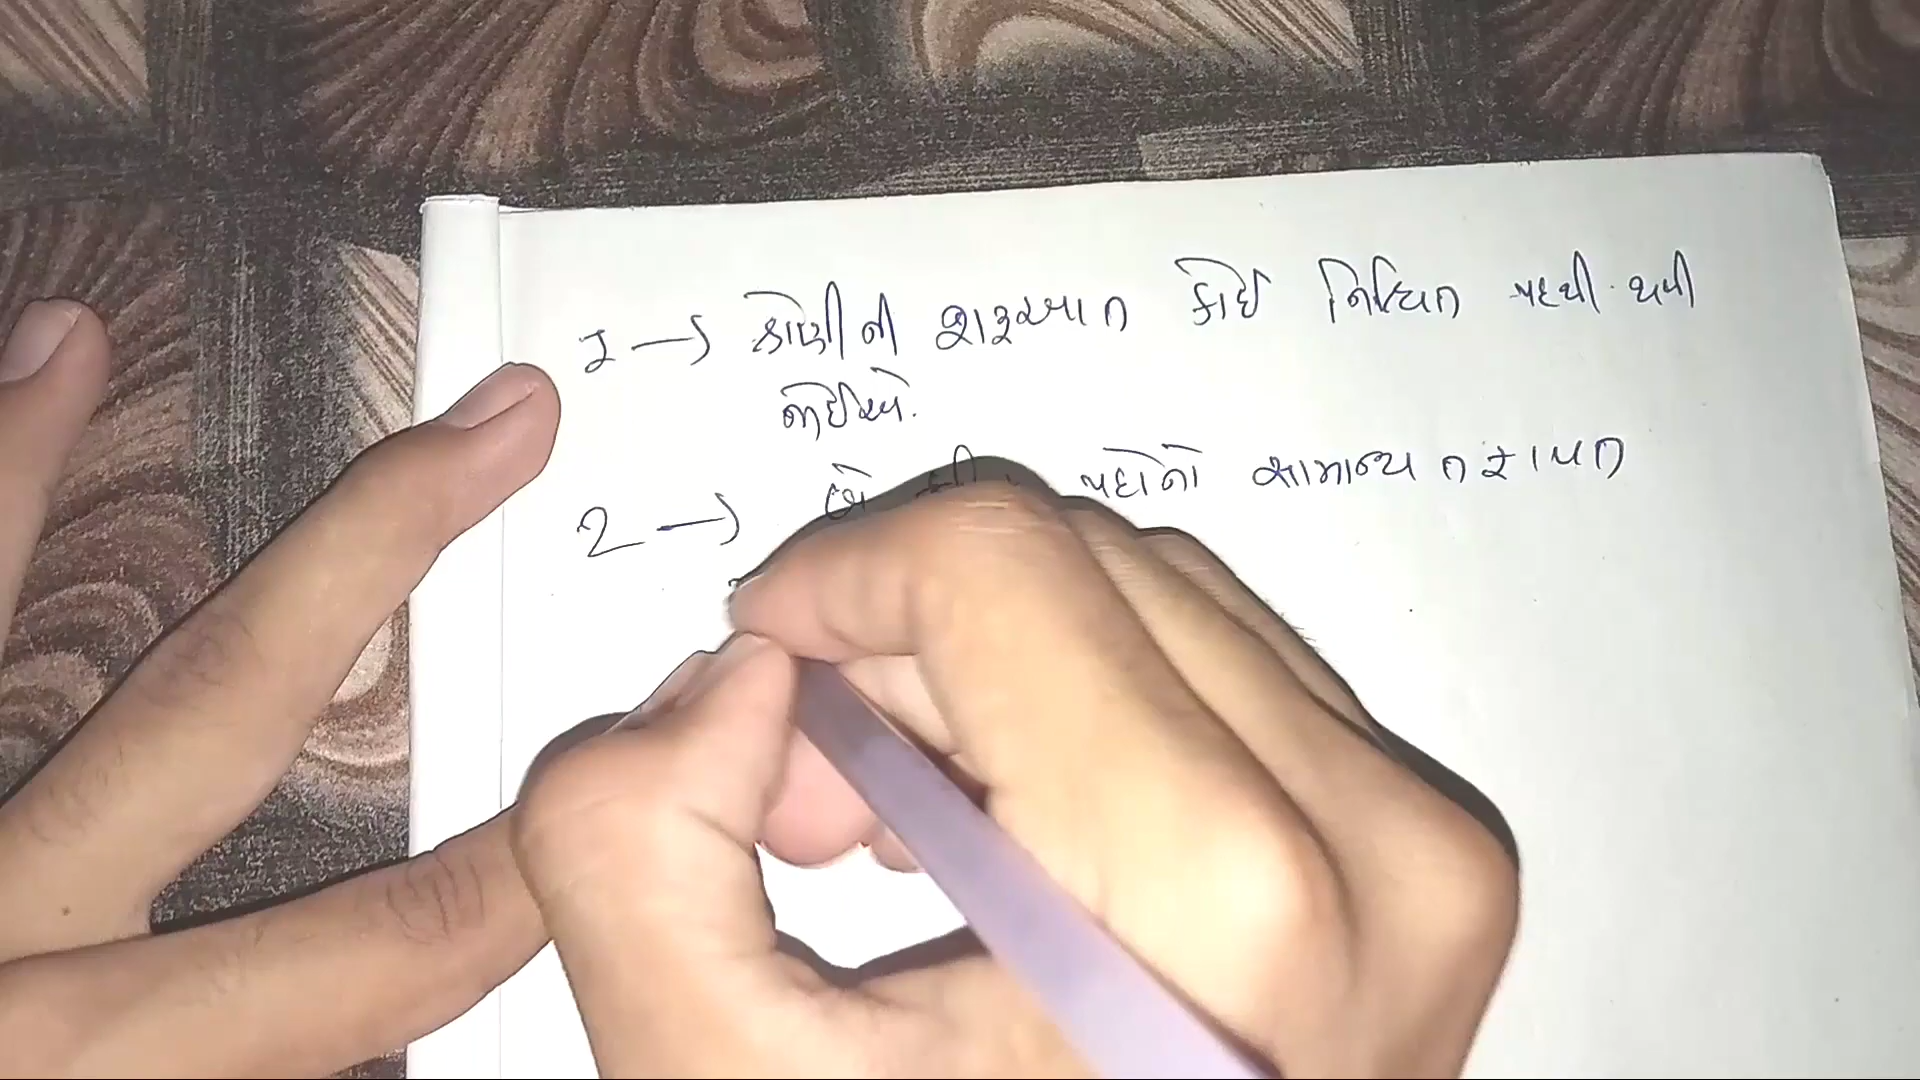 1 → શ્રેણીની શરૂઆત કોઈ નિશ્ચિત પદથી થવી
જોઈએ.
2 → બે પદોનો સામાન્ય તફાવત